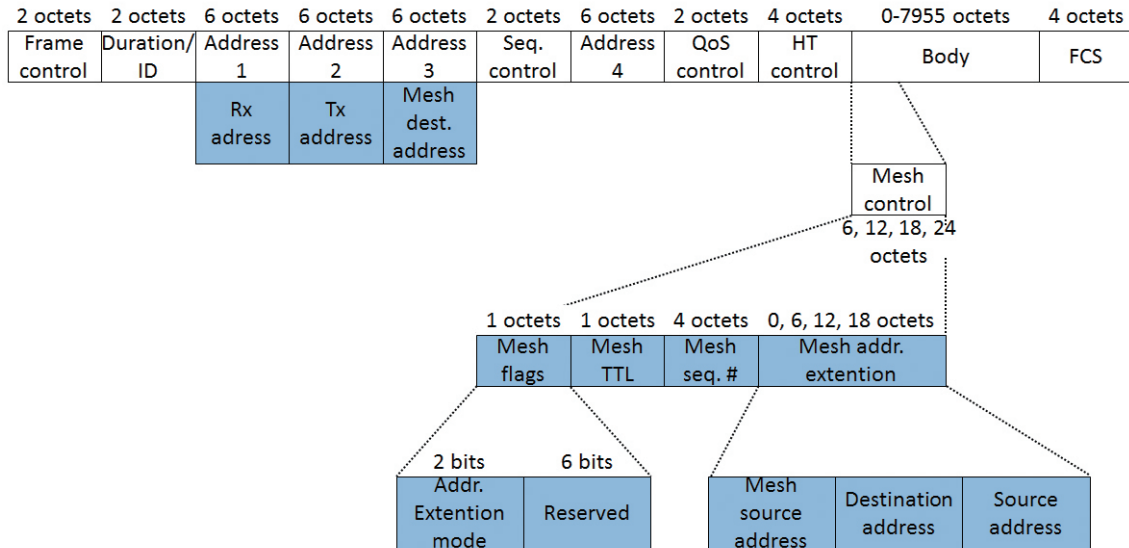 2 octets 2 octets 6 octets 6 octets 6 octets 2 octets 6 octets 2 octets 4 octets 0-7955 octets 4 octets
Frame control
Duration/ ID
Address 1
Address 2
Address 3
Seq. control
Address 4
QoS control
HT control
Body
FCS
Rx adress
Tx address
Mesh dest. address
Mesh control
6, 12, 18, 24
octets
1 octets 1 octets 4 octets 0, 6, 12, 18 octets
Mesh flags
Mesh TTL
Mesh seq. #
Mesh addr. extention
2 bits 6 bits
Addr. Extention mode
Reserved
Mesh source address
Destination address
Source address